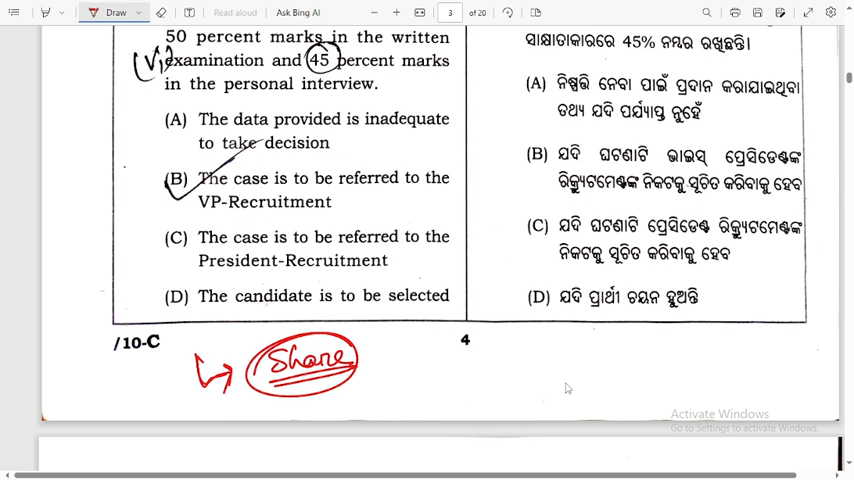 Draw
Read aloud
Ask Bing AI
3
of 20
50 percent marks in the written
examination and 45 percent marks
in the personal interview.
(A) The data provided is inadequate
to take decision
(B) The case is to be referred to the
VP-Recruitment
(C) The case is to be referred to the
President-Recruitment
(D) The candidate is to be selected
ସାକ୍ଷାତକାରରେ 45% ନମ୍ବର ରଖିଛନ୍ତି।
(A) ନିଷ୍ପତ୍ତି ନେବା ପାଇଁ ପ୍ରଦାନ କରାଯାଇଥିବା
ତଥ୍ୟ ଯଦି ପର୍ଯ୍ୟାପ୍ତ ନୁହେଁ
(B) ଯଦି ଘଟଣାଟି ଭାଇସ୍ ପ୍ରେସିଡେଣ୍ଟଙ୍କ
ରିକ୍ରୁଟମେଣ୍ଟଙ୍କ ନିକଟକୁ ସୂଚିତ କରିବାକୁ ହେବ
(C) ଯଦି ଘଟଣାଟି ପ୍ରେସିଡେଣ୍ଟ ରିକ୍ରୁଟମେଣ୍ଟଙ୍କ
ନିକଟକୁ ସୂଚିତ କରିବାକୁ ହେବ
(D) ଯଦି ପ୍ରାର୍ଥୀ ଚୟନ ହୁଅନ୍ତି
/10-C
4
Share
Activate Windows
Go to Settings to activate Windows.